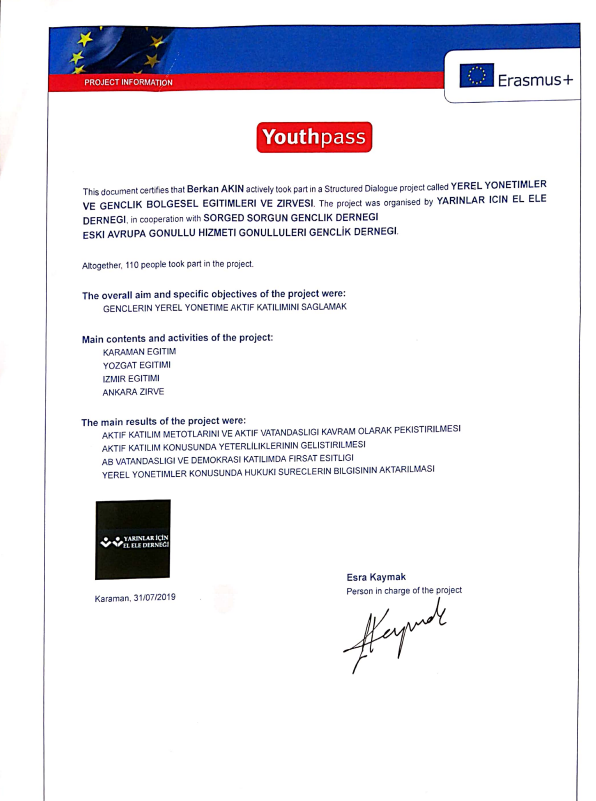 PROJECT INFORMATION
Erasmus+
Youthpass
This document certifies that Berkan AKIN actively took part in a Structured Dialogue project called YEREL YONETIMLER
VE GENCLIK BOLGESEL EGITIMLERI VE ZIRVESI. The project was organised by YARINLAR ICIN EL ELE
DERNEGI, in cooperation with SORGED SORGUN GENCLIK DERNEGI
ESKI AVRUPA GONULLU HIZMETI GONULLULERI GENCLİK DERNEGI.
Altogether, 110 people took part in the project.
The overall aim and specific objectives of the project were:
GENCLERIN YEREL YONETIME AKTIF KATILIMINI SAGLAMAK
Main contents and activities of the project:
KARAMAN EGITIM
YOZGAT EGITIMI
IZMIR EGITIMI
ANKARA ZIRVE
The main results of the project were:
AKTIF KATILIM METOTLARINI VE AKTIF VATANDASLIGI KAVRAM OLARAK PEKISTIRILMESI
AKTIF KATILIM KONUSUNDA YETERLILIKLERININ GELISTIRILMESI
AB VATANDASLIGI VE DEMOKRASI KATILIMDA FIRSAT ESITLIGI
YEREL YONETIMLER KONUSUNDA HUKUKI SURECLERIN BILGISININ AKTARILMASI
YARINLAR İÇİN
EL ELE DERNEĞİ
Karaman, 31/07/2019
Esra Kaymak
Person in charge of the project